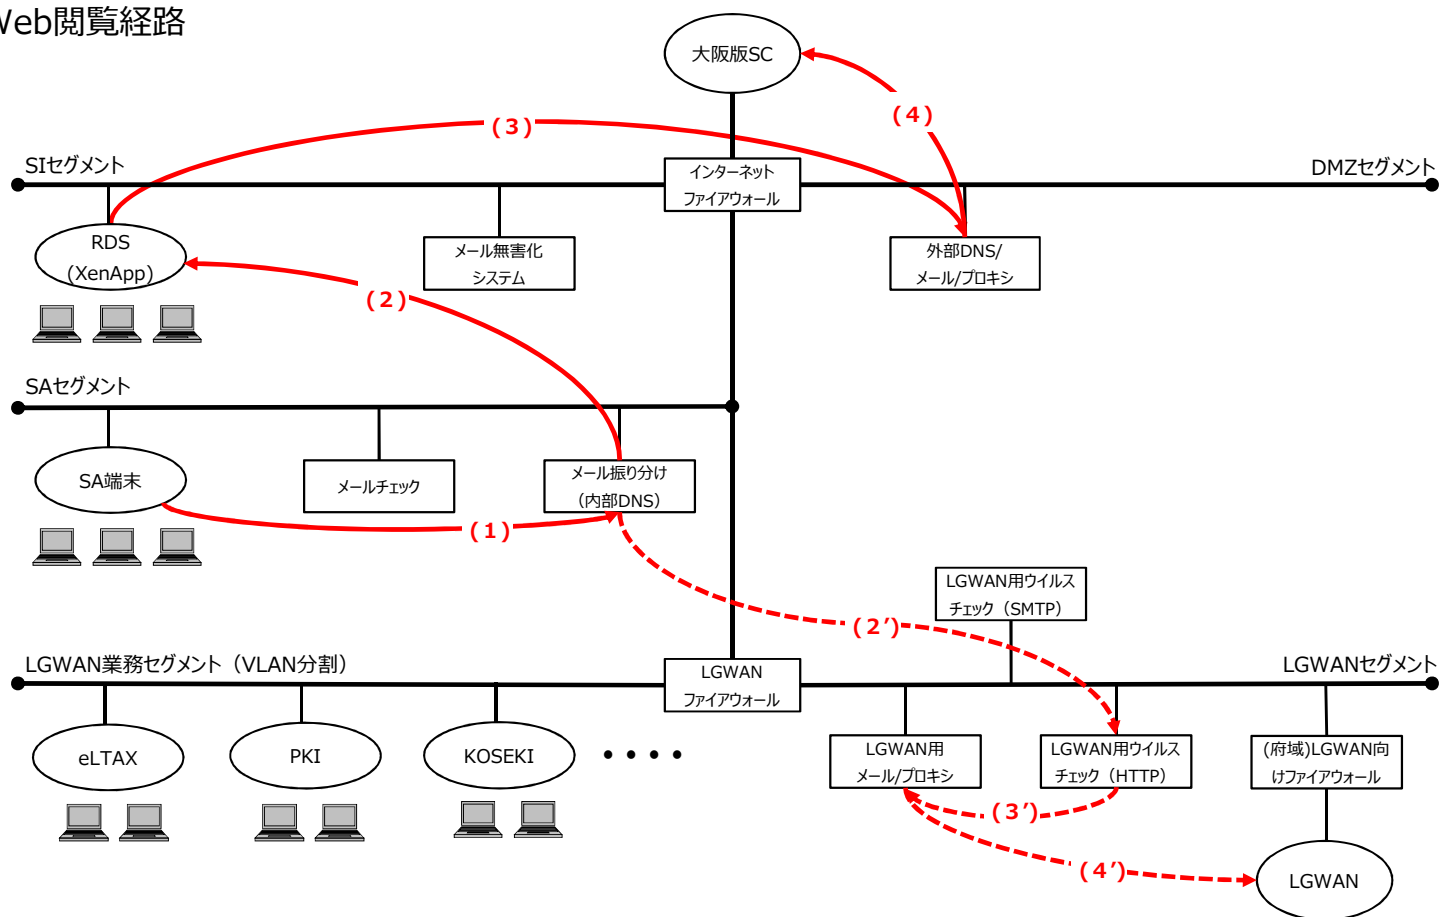 Web閲覧経路
大阪版SC
(4)
(3)
SIセグメント
インターネット
ファイアウォール
DMZセグメント
RDS
(XenApp)
メール無害化
システム
外部DNS/
メール/プロキシ
(2)
SAセグメント
SA端末
メールチェック
メール振り分け
（内部DNS）
(1)
LGWAN用ウイルス
チェック（SMTP）
(2’)
LGWAN業務セグメント（VLAN分割）
LGWAN
ファイアウォール
LGWANセグメント
eLTAX
PKI
KOSEKI
・・・・
LGWAN用
メール/プロキシ
LGWAN用ウイルス
チェック（HTTP）
(府域)LGWAN向
けファイアウォール
(3’)
(4’)
LGWAN